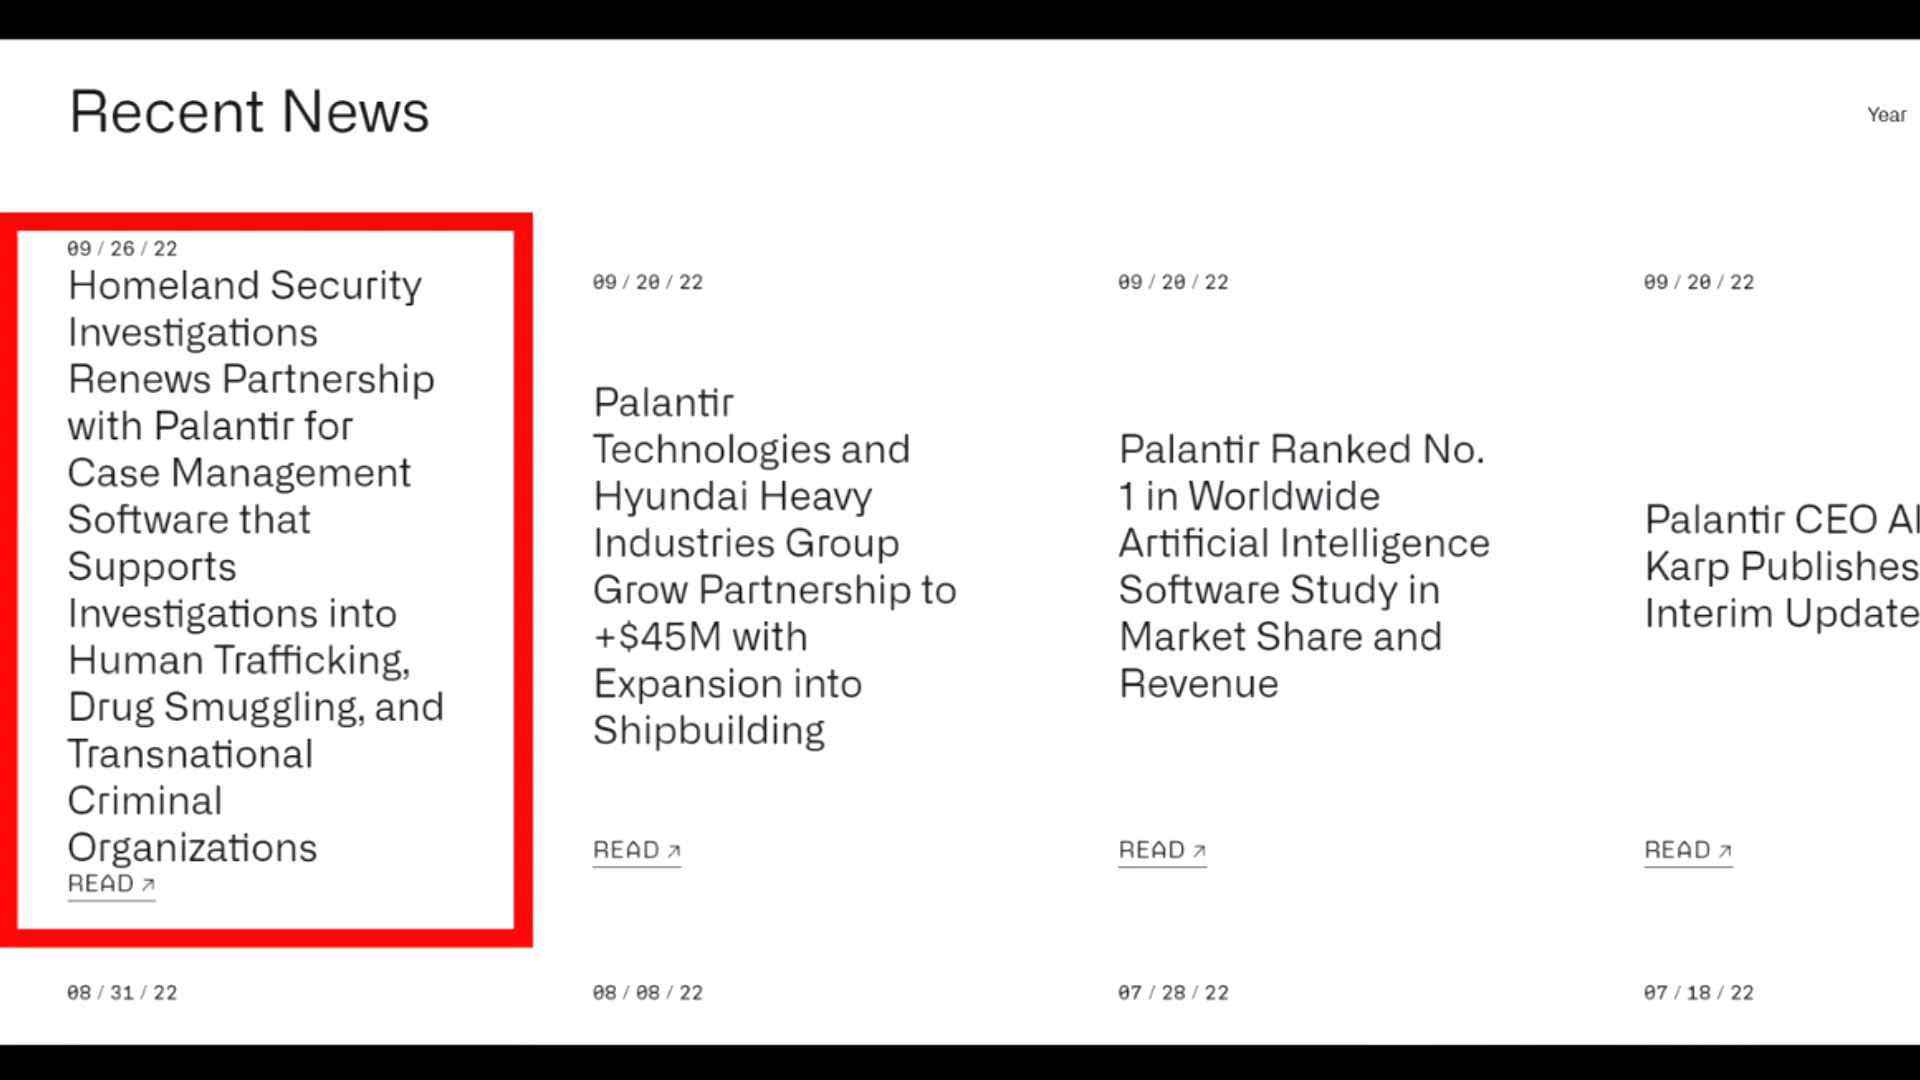 Recent News
Year
09 / 26 / 22
Homeland Security
Investigations
Renews Partnership
with Palantir for
Case Management
Software that
Supports
Investigations into
Human Trafficking,
Drug Smuggling, and
Transnational
Criminal
Organizations
READ ↗
09 / 20 / 22
Palantir
Technologies and
Hyundai Heavy
Industries Group
Grow Partnership to
+$45M with
Expansion into
Shipbuilding
READ ↗
09 / 20 / 22
Palantir Ranked No.
1 in Worldwide
Artificial Intelligence
Software Study in
Market Share and
Revenue
READ ↗
09 / 20 / 22
Palantir CEO Al
Karp Publishes
Interim Update
READ ↗
08 / 31 / 22
08 / 08 / 22
07 / 28 / 22
07 / 18 / 22